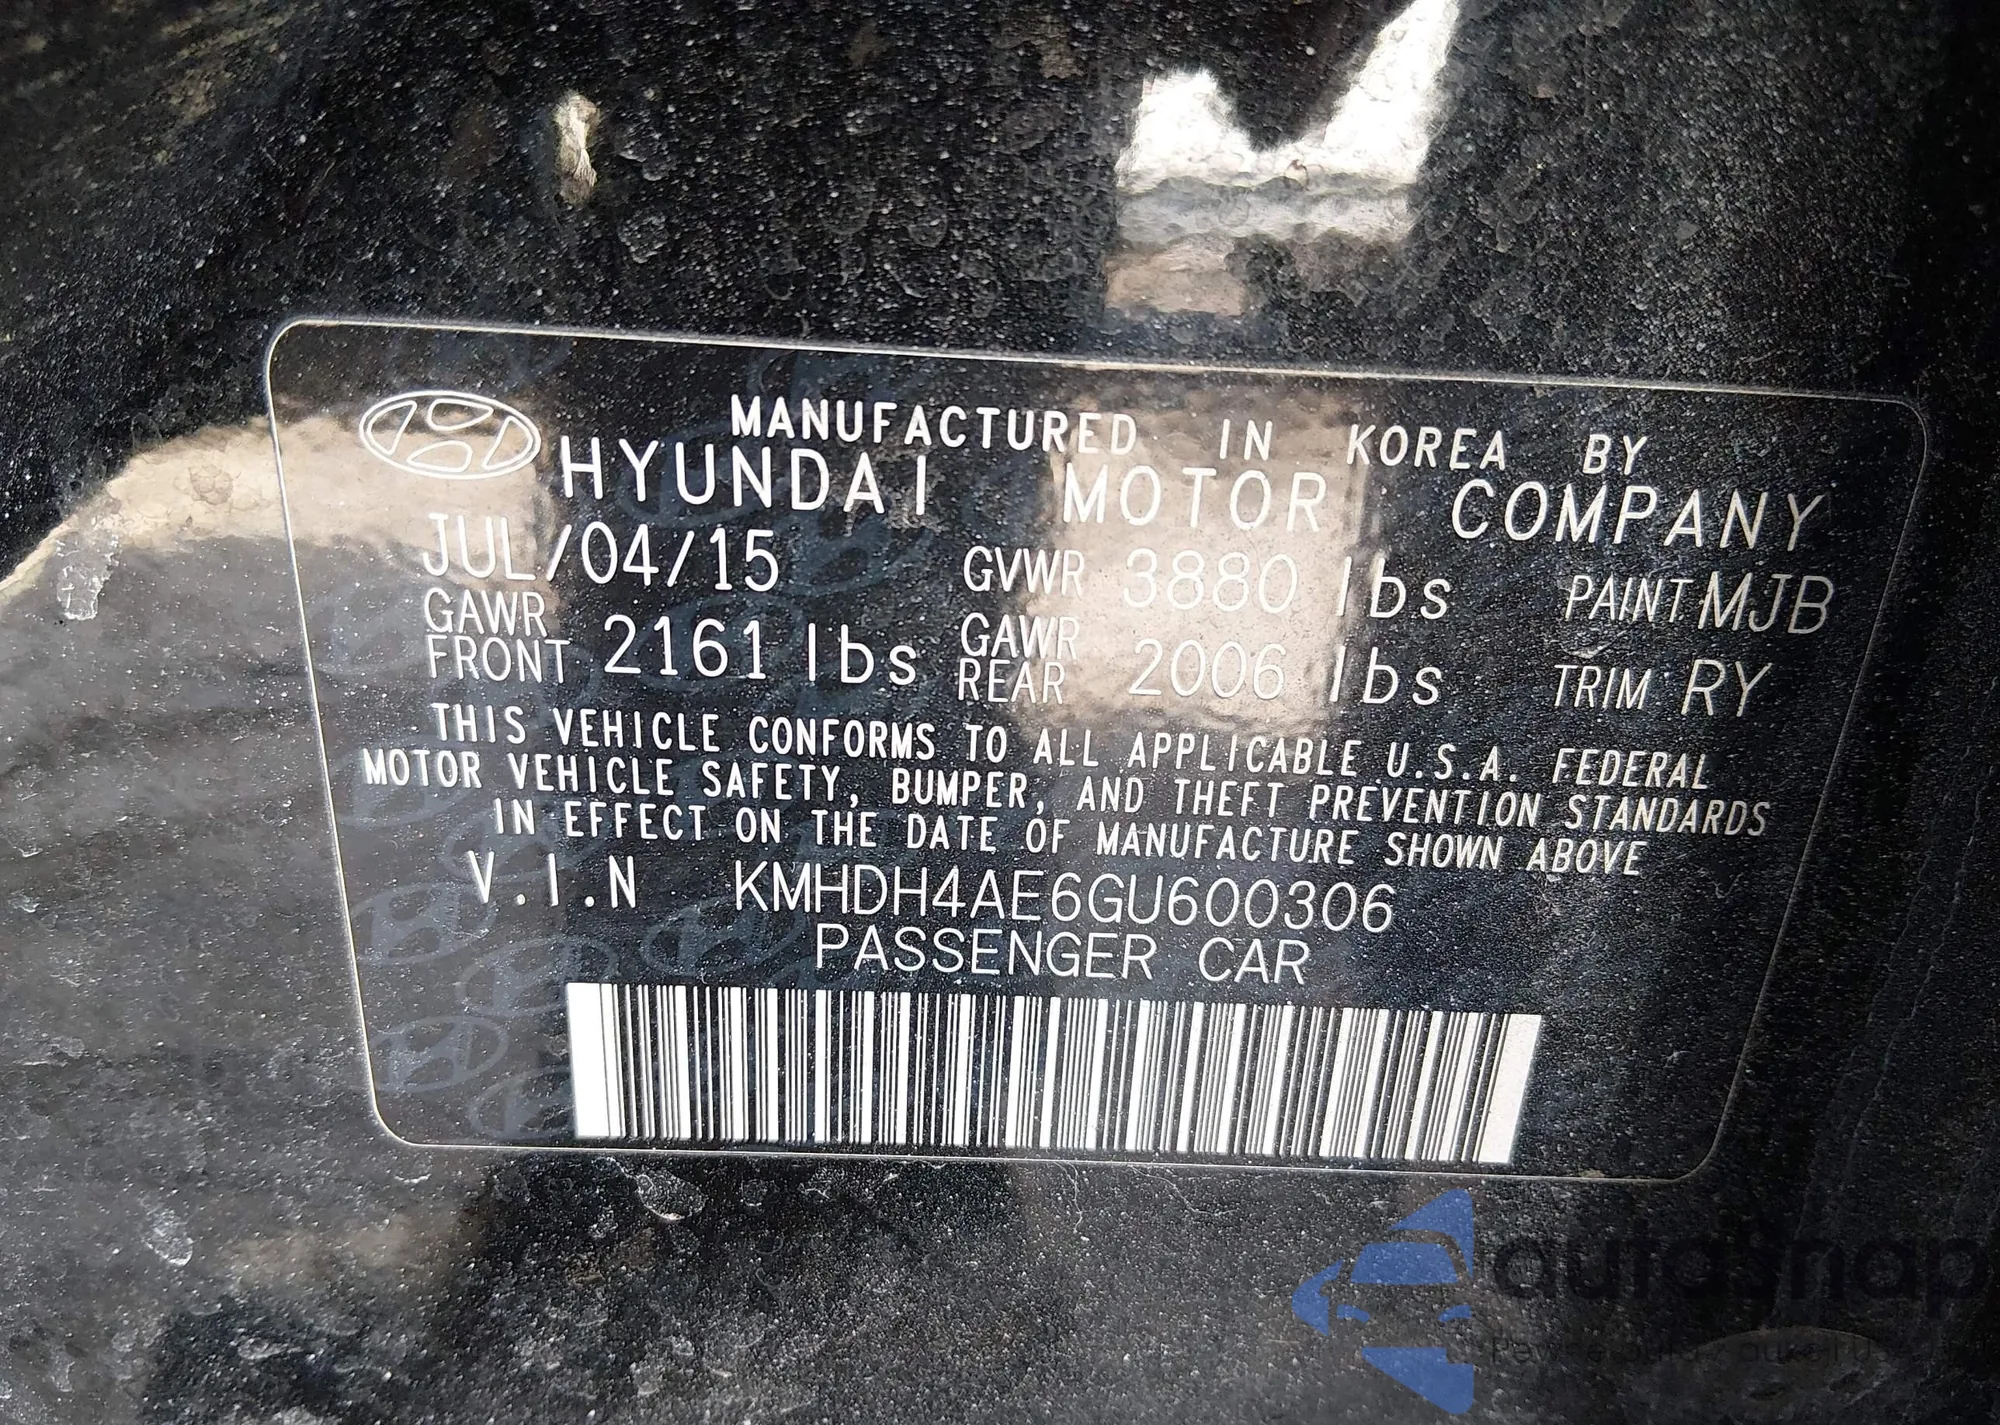 MANUFACTURED IN KOREA BY
HYUNDAI MOTOR COMPANY
JUL/04/15 GVWR 3880 lbs PAINT MJB
GAWR FRONT 2161 lbs GAWR REAR 2006 lbs TRIM RY
THIS VEHICLE CONFORMS TO ALL APPLICABLE U.S.A. FEDERAL
MOTOR VEHICLE SAFETY, BUMPER, AND THEFT PREVENTION STANDARDS
IN EFFECT ON THE DATE OF MANUFACTURE SHOWN ABOVE
V.I.N KMHDH4AE6GU600306
PASSENGER CAR
autasnap